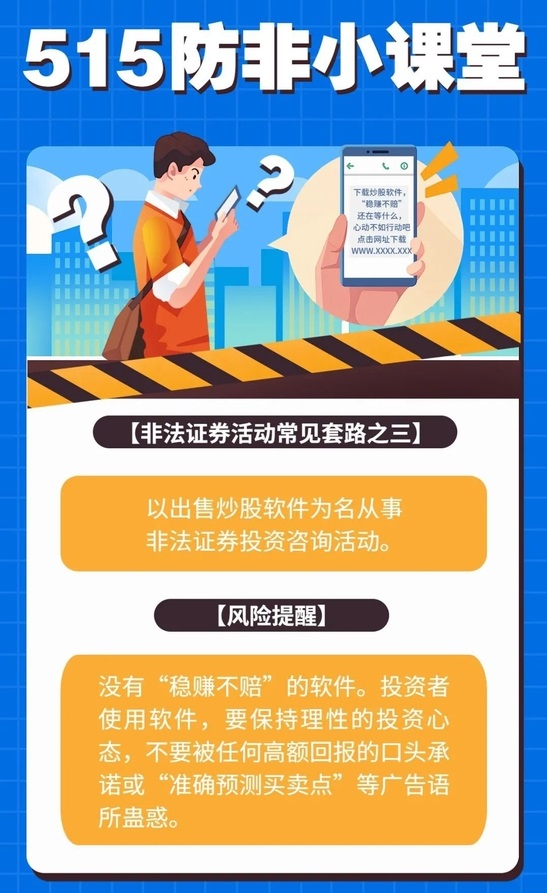 515防非小课堂
?
?
下载炒股软件，
“稳赚不赔”
还在等什么，
心动不如行动吧
点击网址下载
WWW.XXXX.XXX
【非法证券活动常见套路之三】
以出售炒股软件为名从事
非法证券投资咨询活动。
【风险提醒】
没有“稳赚不赔”的软件。投资者
使用软件，要保持理性的投资心
态，不要被任何高额回报的口头承
诺或“准确预测买卖点”等广告语
所蛊惑。